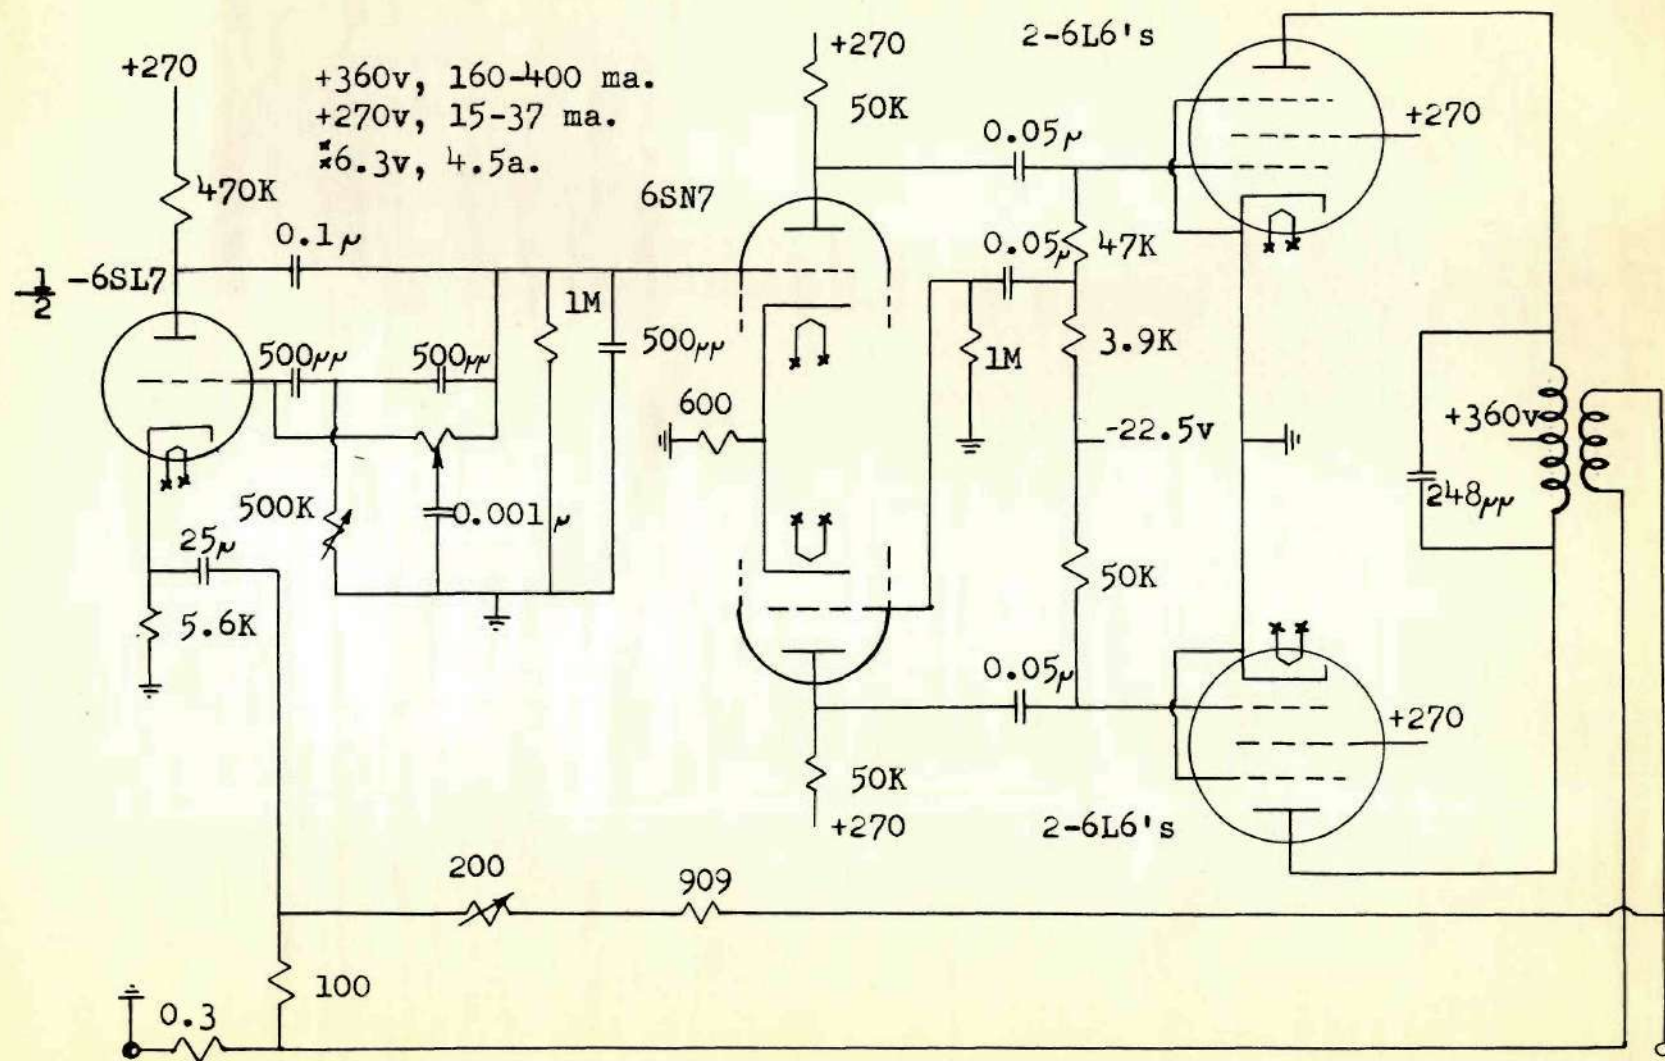 +270
+360v, 160-400 ma.
+270v, 15-37 ma.
6.3v, 4.5a.
470K
0.1μ
1/2 -6SL7
500μμ
500μμ
1M
500μμ
500K
0.001μ
25μ
5.6K
6SN7
+270
50K
0.05μ
2-6L6's
+270
0.05μ
47K
1M
3.9K
600
-22.5v
50K
+360v
248μμ
0.05μ
50K
+270
+270
2-6L6's
200
909
100
0.3